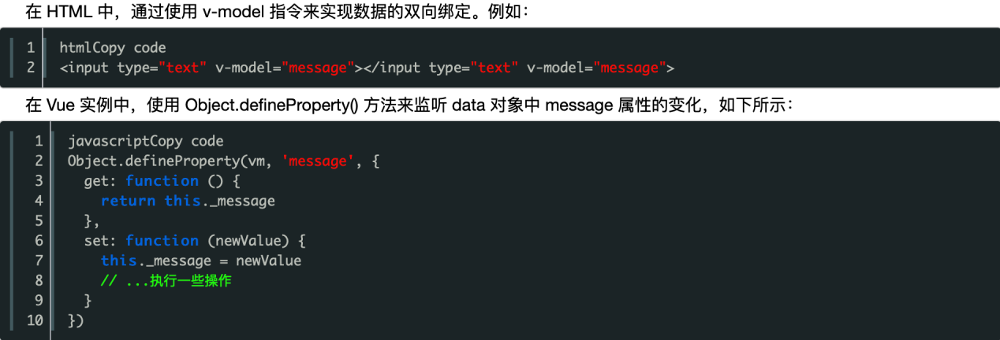 在 HTML 中，通过使用 v-model 指令来实现数据的双向绑定。例如：
1 htmlCopy code
2 <input type="text" v-model="message"></input type="text" v-model="message">
在 Vue 实例中，使用 Object.defineProperty() 方法来监听 data 对象中 message 属性的变化，如下所示：
1 javascriptCopy code
2 Object.defineProperty(vm, 'message', {
3   get: function () {
4     return this._message
5   },
6   set: function (newValue) {
7     this._message = newValue
8     // ...执行一些操作
9   }
10 })